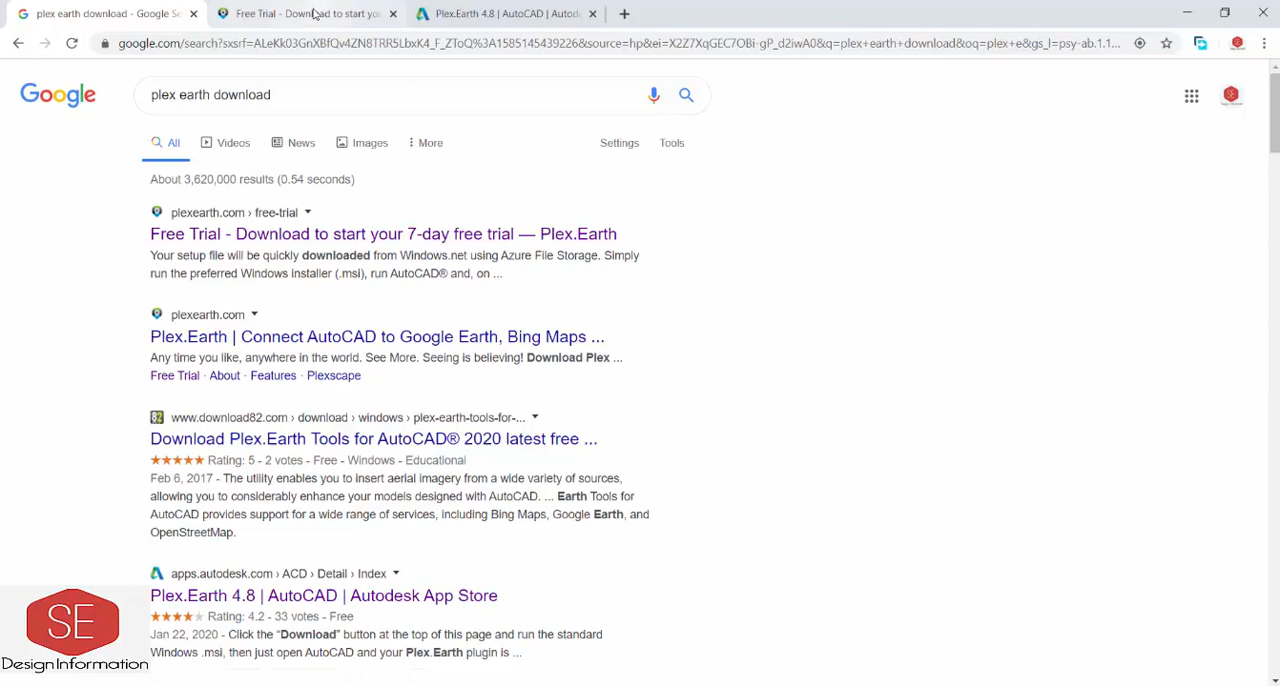 plex earth download - Google Se
Free Trial - Download to start you
Plex.Earth 4.8 | AutoCAD | Autod
google.com/search?sxsrf=ALeKk03GnXBfQv4ZN8TRR5LbxK4_F_ZToQ%3A1585145439226&source=hp&ei=X2Z7XqGEC7OBi-gP_d2iwA0&q=plex+earth+download&oq=plex+e&gs_l=psy-ab.1.1...
Google
plex earth download
All
Videos
News
Images
More
Settings
Tools
About 3,620,000 results (0.54 seconds)
plexearth.com › free-trial
Free Trial - Download to start your 7-day free trial — Plex.Earth
Your setup file will be quickly downloaded from Windows.net using Azure File Storage. Simply
run the preferred Windows installer (.msi), run AutoCAD® and, on ...
plexearth.com
Plex.Earth | Connect AutoCAD to Google Earth, Bing Maps ...
Any time you like, anywhere in the world. See More. Seeing is believing! Download Plex ...
Free Trial · About · Features · Plexscape
www.download82.com › download › windows › plex-earth-tools-for-...
Download Plex.Earth Tools for AutoCAD® 2020 latest free ...
Rating: 5 - 2 votes - Free - Windows - Educational
Feb 6, 2017 - The utility enables you to insert aerial imagery from a wide variety of sources,
allowing you to considerably enhance your models designed with AutoCAD. ... Earth Tools for
AutoCAD provides support for a wide range of services, including Bing Maps, Google Earth, and
OpenStreetMap.
apps.autodesk.com › ACD › Detail › Index
Plex.Earth 4.8 | AutoCAD | Autodesk App Store
Rating: 4.2 - 33 votes - Free
Jan 22, 2020 - Click the “Download” button at the top of this page and run the standard
Windows .msi, then just open AutoCAD and your Plex.Earth plugin is ...
SE
Design Information